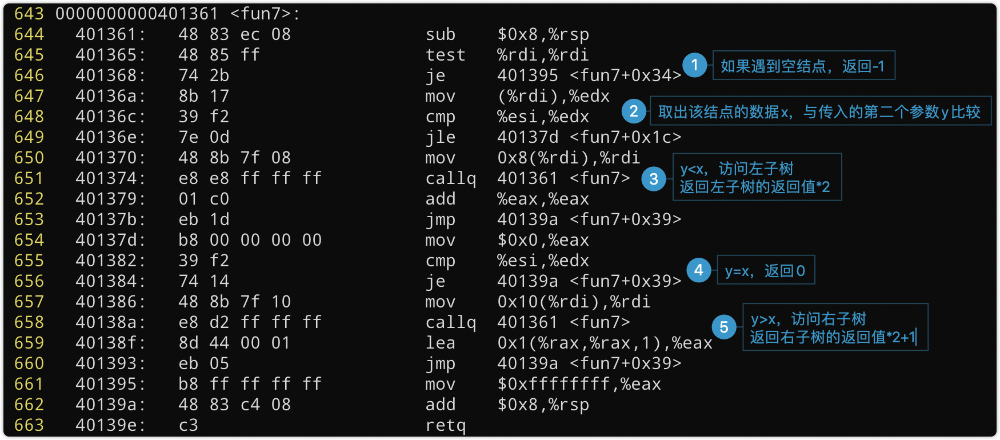 643 0000000000401361 <fun7>:
644 401361: 48 83 ec 08 sub $0x8,%rsp
645 401365: 48 85 ff test %rdi,%rdi
646 401368: 74 2b je 401395 <fun7+0x34>
1 如果遇到空结点，返回-1
647 40136a: 8b 17 mov (%rdi),%edx
648 40136c: 39 f2 cmp %esi,%edx
2 取出该结点的数据x，与传入的第二个参数y比较
649 40136e: 7e 0d jle 40137d <fun7+0x1c>
650 401370: 48 8b 7f 08 mov 0x8(%rdi),%rdi
651 401374: e8 e8 ff ff ff callq 401361 <fun7>
3 y<x，访问左子树
返回左子树的返回值*2
652 401379: 01 c0 add %eax,%eax
653 40137b: eb 1d jmp 40139a <fun7+0x39>
654 40137d: b8 00 00 00 00 mov $0x0,%eax
655 401382: 39 f2 cmp %esi,%edx
656 401384: 74 14 je 40139a <fun7+0x39>
4 y=x，返回0
657 401386: 48 8b 7f 10 mov 0x10(%rdi),%rdi
658 40138a: e8 d2 ff ff ff callq 401361 <fun7>
659 40138f: 8d 44 00 01 lea 0x1(%rax,%rax,1),%eax
5 y>x，访问右子树
返回右子树的返回值*2+1
660 401393: eb 05 jmp 40139a <fun7+0x39>
661 401395: b8 ff ff ff ff mov $0xffffffff,%eax
662 40139a: 48 83 c4 08 add $0x8,%rsp
663 40139e: c3 retq